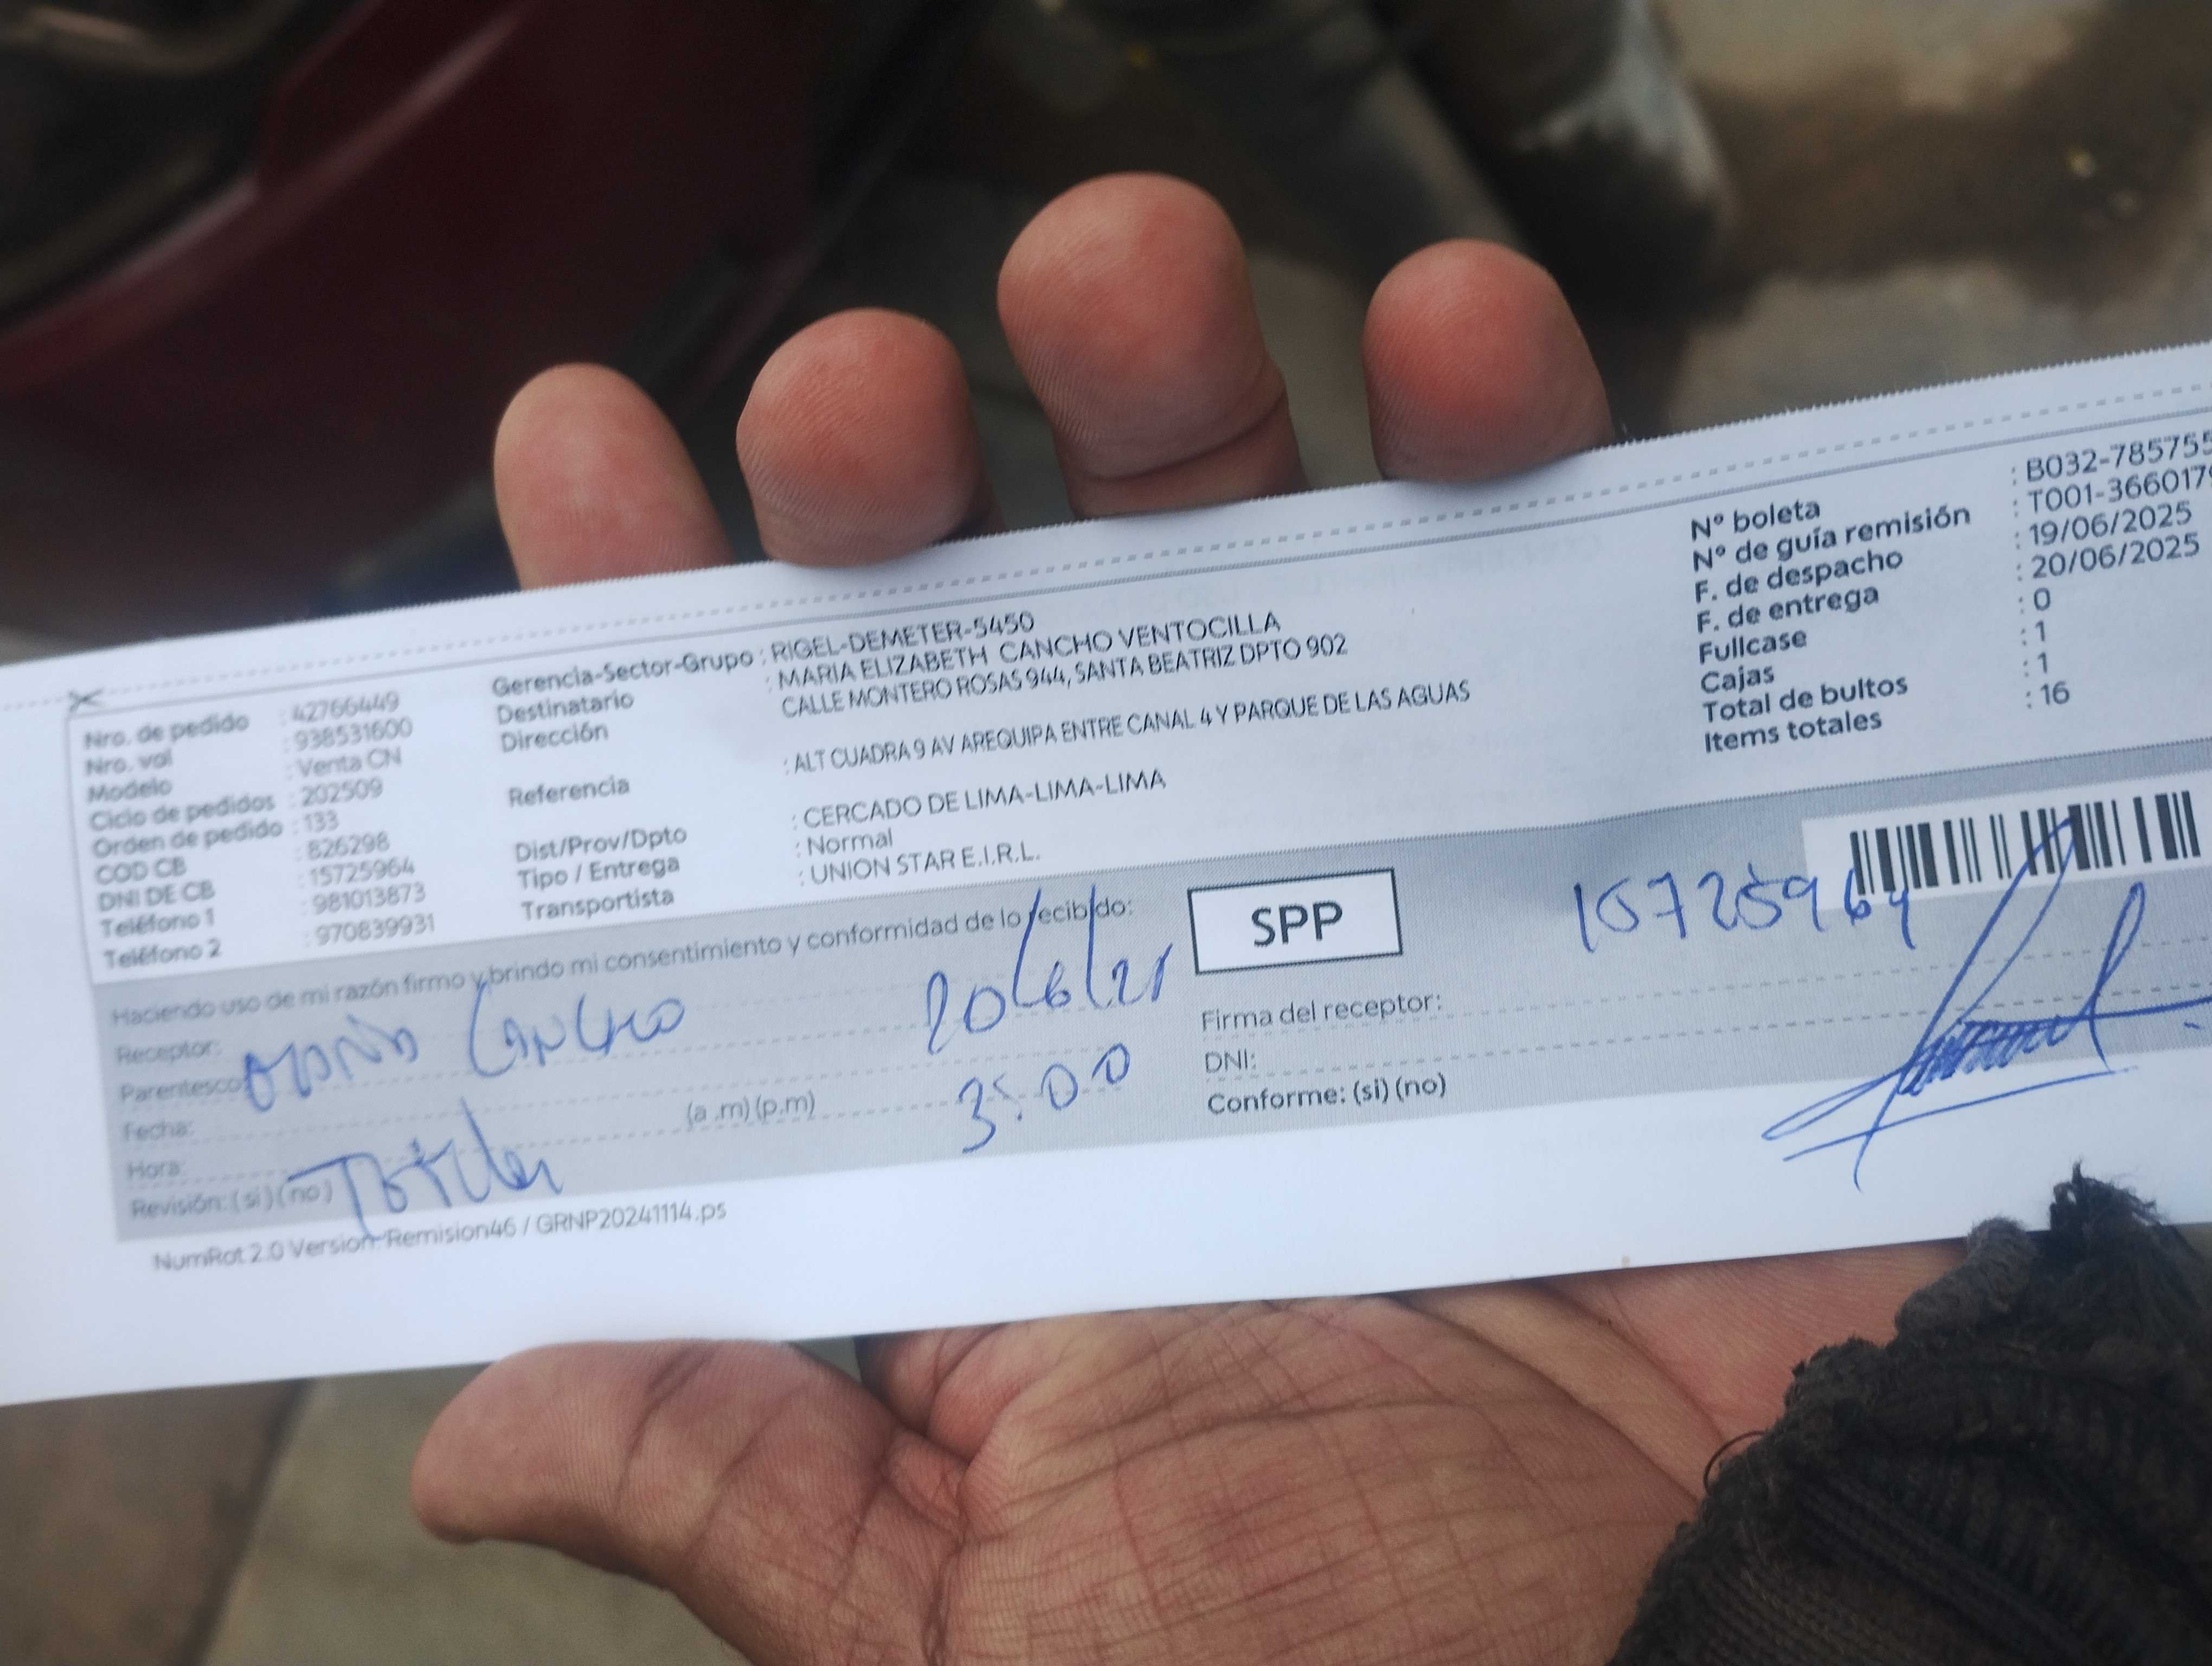 Nro. de pedido : 42766449
Nro. val : 938531600
Modelo : Venta CN
Ciclo de pedidos : 202509
Orden de pedido : 133
COD CB : 826298
DNI DE CB : 15725964
Teléfono 1 : 981013873
Teléfono 2 : 970839931
Gerencia-Sector-Grupo : RIGEL-DEMETER-5450
Destinatario : MARIA ELIZABETH CANCHO VENTOCILLA
Dirección CALLE MONTERO ROSAS 944, SANTA BEATRIZ DPTO 902
Referencia : ALT CUADRA 9 AV AREQUIPA ENTRE CANAL 4 Y PARQUE DE LAS AGUAS
Dist/Prov/Dpto : CERCADO DE LIMA-LIMA-LIMA
Tipo / Entrega : Normal
Transportista : UNION STAR E.I.R.L.
Nº boleta : B032-785755
Nº de guía remisión : T001-3660179
F. de despacho : 19/06/2025
F. de entrega : 20/06/2025
Fullcase : 0
Cajas : 1
Total de bultos : 1
Items totales : 16
Haciendo uso de mi razón firmo y brindo mi consentimiento y conformidad de lo recibido:
Receptor: Cancho
Parentesco:
Fecha: 20/6/25
Hora: (a .m) (p.m) 3:00
Revisión: (si) (no) Titular
SPP
15725964
Firma del receptor:
DNI:
Conforme: (si) (no)
NumRot 2.0 Version: Remision46 / GRNP20241114.ps